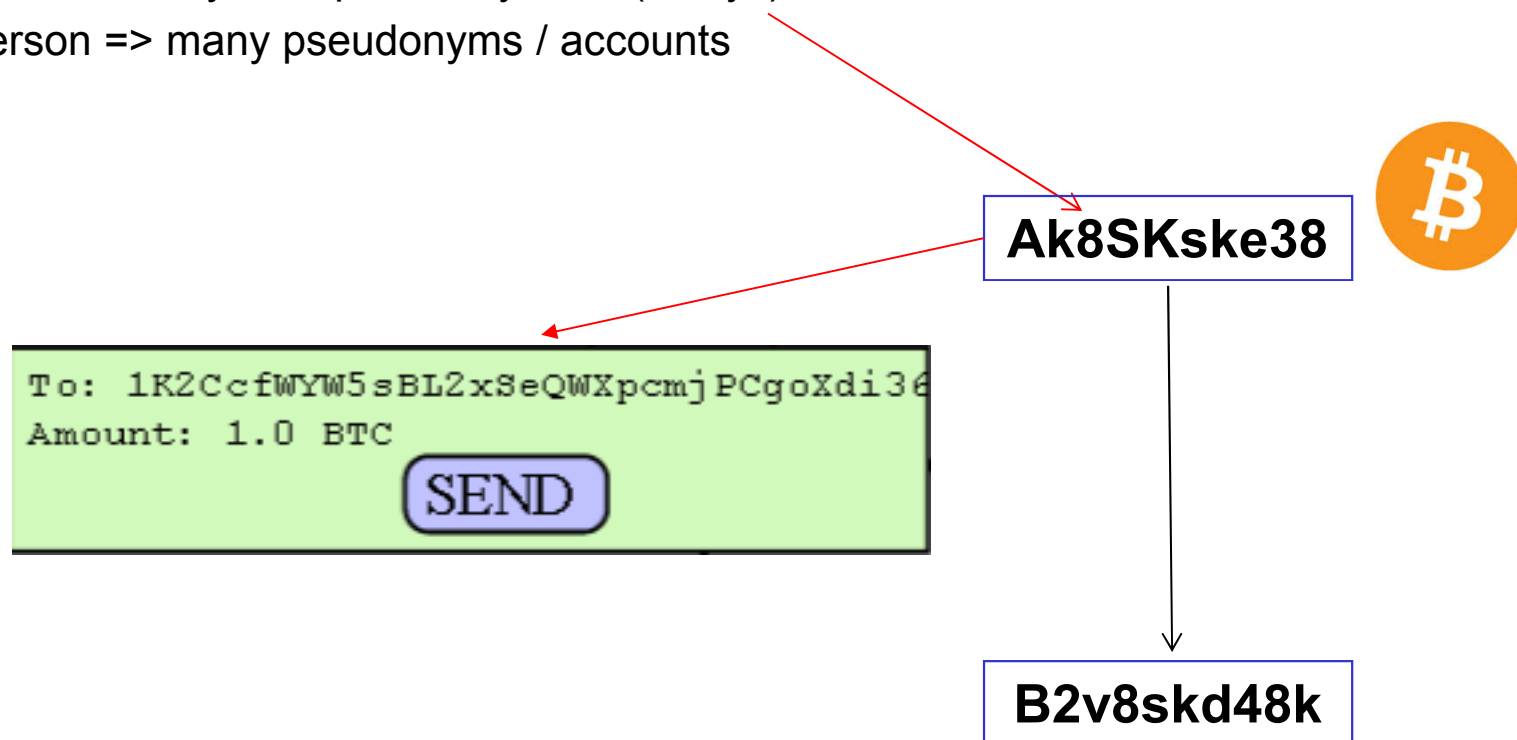 erson => many pseudonyms / accounts
Ak8SKske38
To: 1K2CcfWYW5sBL2xSeQWXpcmjPCgoXdi36
Amount: 1.0 BTC
SEND
B2v8skd48k